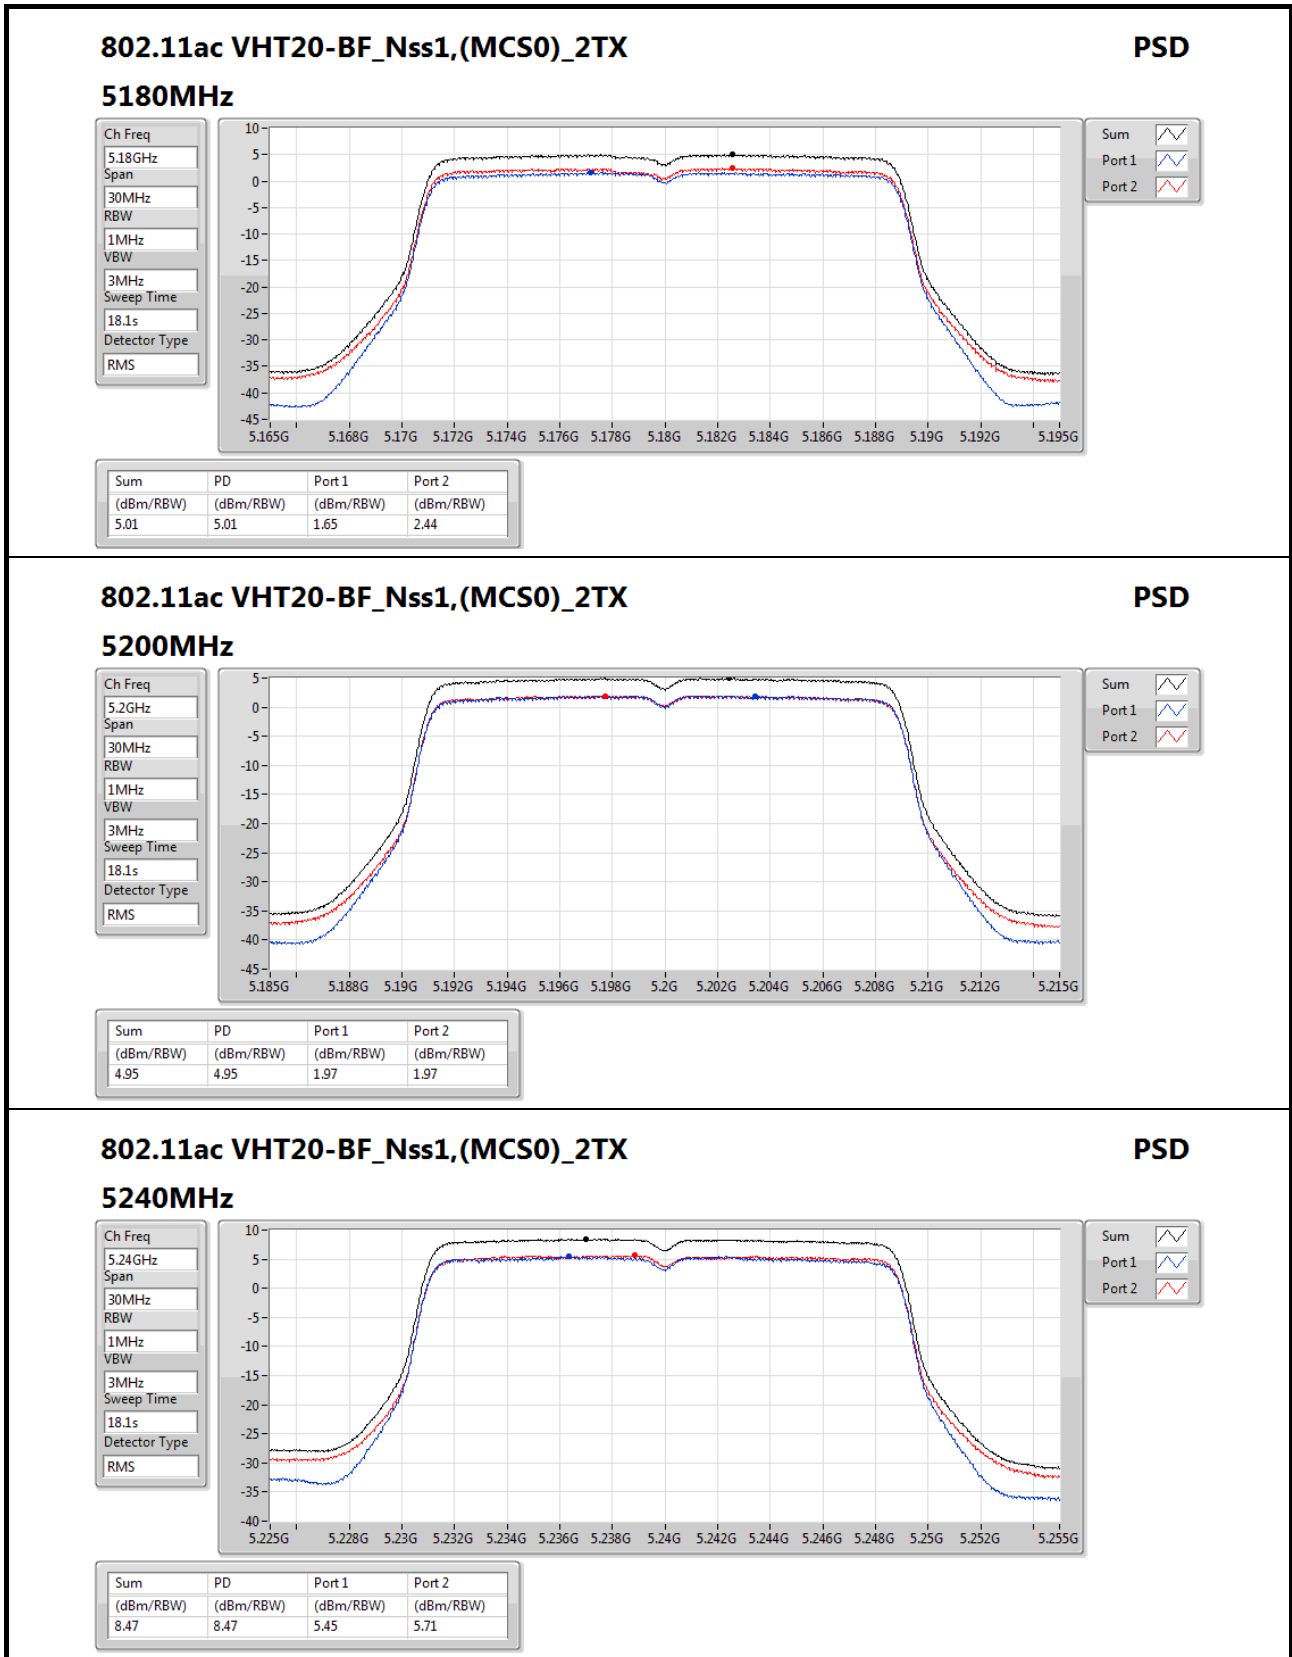 802.11ac VHT20-BF_Nss1,(MCS0)_2TX PSD
5180MHz
Ch Freq
5.18GHz
Span
30MHz
RBW
1MHz
VBW
3MHz
Sweep Time
18.1s
Detector Type
RMS
10
5
0
-5
-10
-15
-20
-25
-30
-35
-40
-45
5.165G 5.168G 5.17G 5.172G 5.174G 5.176G 5.178G 5.18G 5.182G 5.184G 5.186G 5.188G 5.19G 5.192G 5.195G
Sum
Port 1
Port 2
Sum PD Port 1 Port 2
(dBm/RBW) (dBm/RBW) (dBm/RBW) (dBm/RBW)
5.01 5.01 1.65 2.44
802.11ac VHT20-BF_Nss1,(MCS0)_2TX PSD
5200MHz
Ch Freq
5.2GHz
Span
30MHz
RBW
1MHz
VBW
3MHz
Sweep Time
18.1s
Detector Type
RMS
5
0
-5
-10
-15
-20
-25
-30
-35
-40
-45
5.185G 5.188G 5.19G 5.192G 5.194G 5.196G 5.198G 5.2G 5.202G 5.204G 5.206G 5.208G 5.21G 5.212G 5.215G
Sum
Port 1
Port 2
Sum PD Port 1 Port 2
(dBm/RBW) (dBm/RBW) (dBm/RBW) (dBm/RBW)
4.95 4.95 1.97 1.97
802.11ac VHT20-BF_Nss1,(MCS0)_2TX PSD
5240MHz
Ch Freq
5.24GHz
Span
30MHz
RBW
1MHz
VBW
3MHz
Sweep Time
18.1s
Detector Type
RMS
10
5
0
-5
-10
-15
-20
-25
-30
-35
-40
5.225G 5.228G 5.23G 5.232G 5.234G 5.236G 5.238G 5.24G 5.242G 5.244G 5.246G 5.248G 5.25G 5.252G 5.255G
Sum
Port 1
Port 2
Sum PD Port 1 Port 2
(dBm/RBW) (dBm/RBW) (dBm/RBW) (dBm/RBW)
8.47 8.47 5.45 5.71